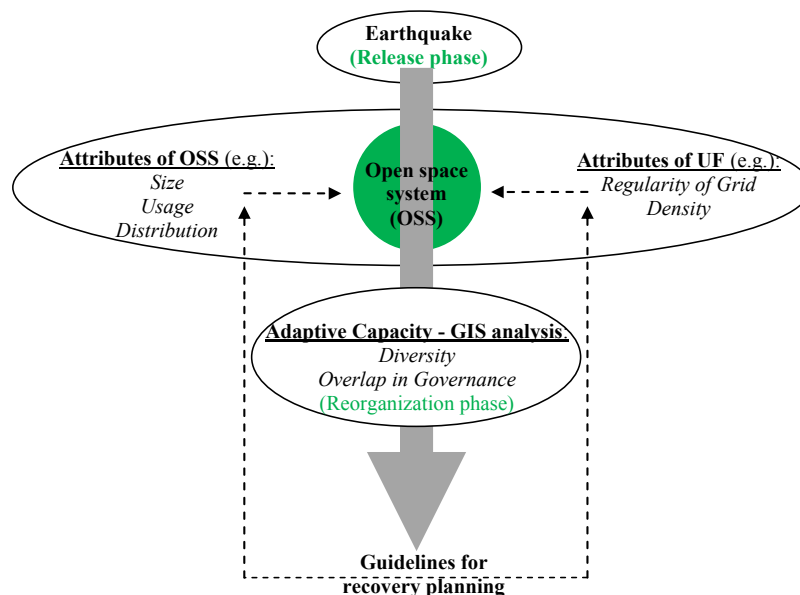 Earthquake
(Release phase)
Attributes of OSS (e.g.):
Size
Usage
Distribution
Open space
system
(OSS)
Attributes of UF (e.g.):
Regularity of Grid
Density
Adaptive Capacity - GIS analysis:
Diversity
Overlap in Governance
(Reorganization phase)
Guidelines for
recovery planning